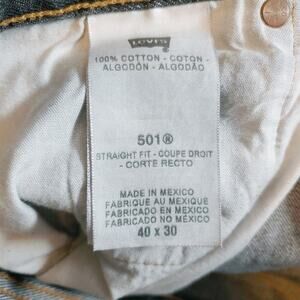 Levi's
100% COTTON - COTON -
ALGODÓN - ALGODÃO
501®
STRAIGHT FIT - COUPE DROIT
- CORTE RECTO
MADE IN MEXICO
FABRIQUE AU MEXIQUE
FABRICADO EN MEXICO
FABRICADO NO MEXICO
40 x 30